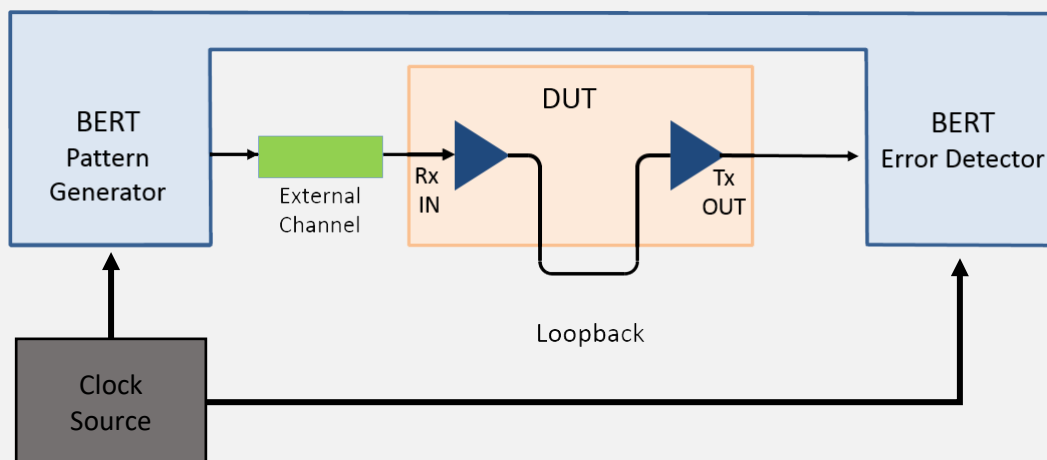 BERT
Pattern
Generator
External
Channel
DUT
Rx
IN
Tx
OUT
BERT
Error Detector
Loopback
Clock
Source